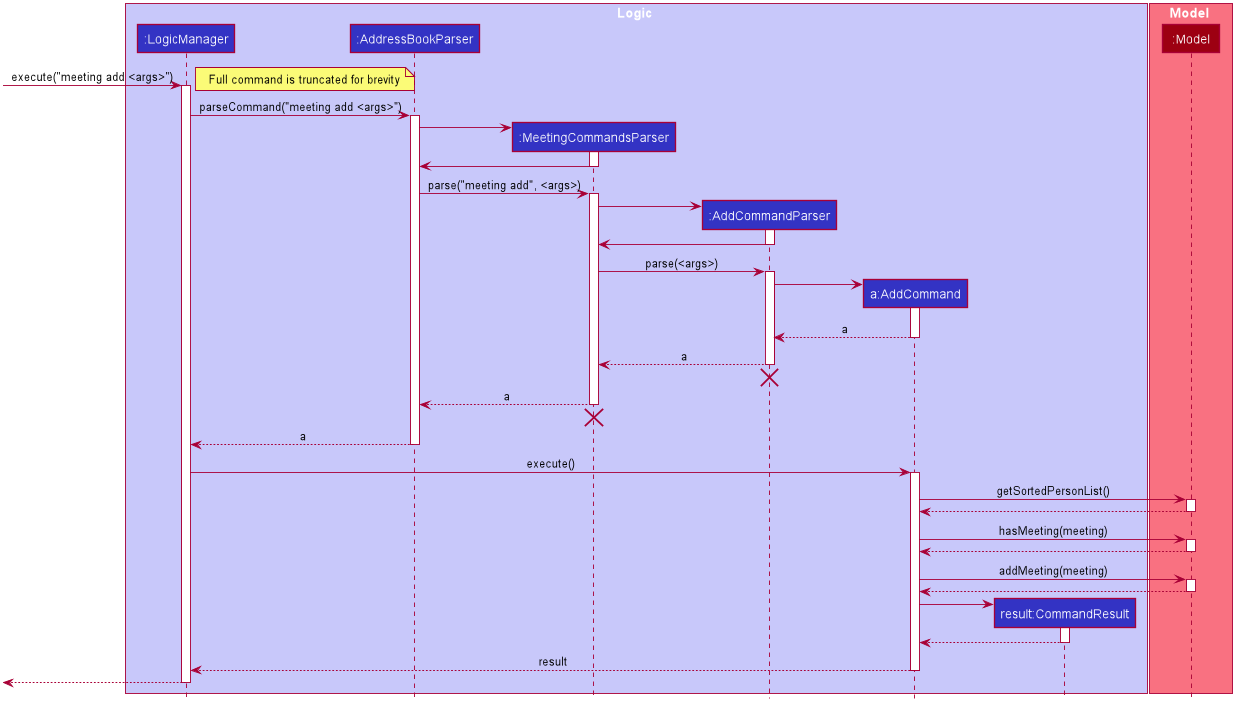 Logic
Model
:LogicManager
:AddressBookParser
:Model
execute("meeting add <args>")
Full command is truncated for brevity
parseCommand("meeting add <args>")
:MeetingCommandsParser
parse("meeting add", <args>)
:AddCommandParser
parse(<args>)
a:AddCommand
a
a
a
a
execute()
getSortedPersonList()
hasMeeting(meeting)
addMeeting(meeting)
result:CommandResult
result